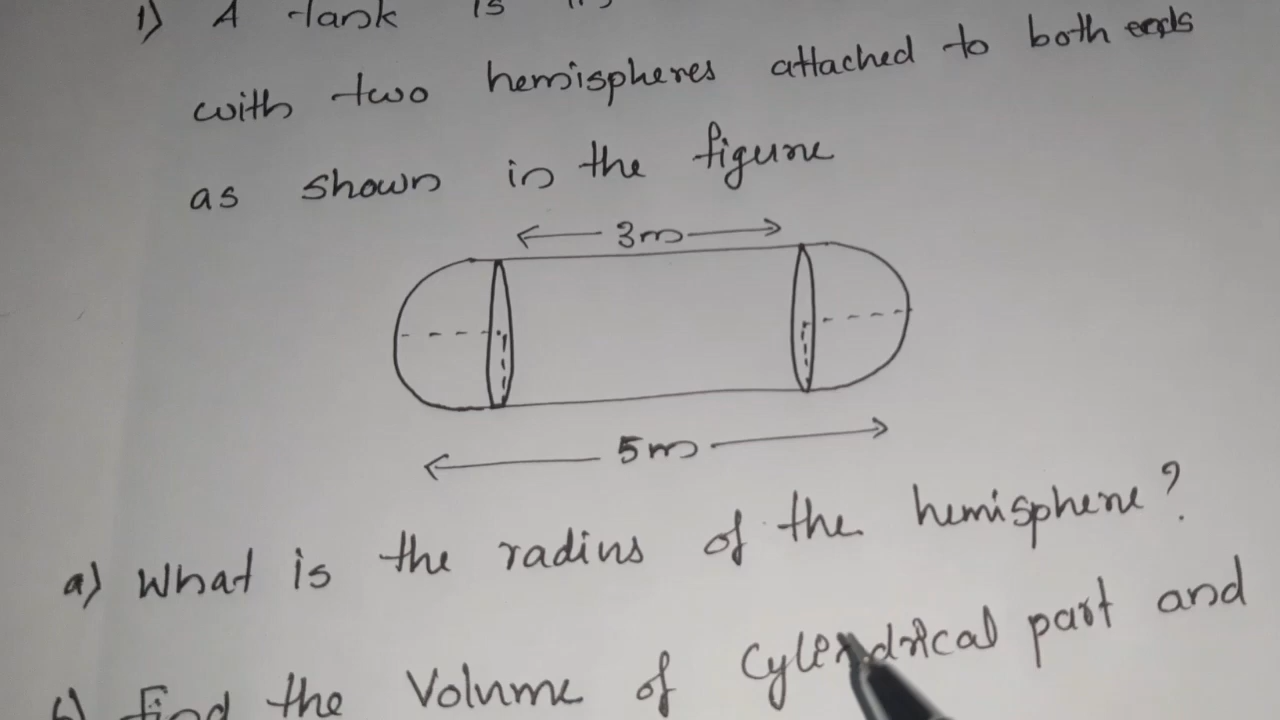 1) A tank is
with two hemispheres attached to both ends
as shown in the figure
3m
5m
a) What is the radius of the hemisphere?
b) Find the Volume of Cylindrical part and